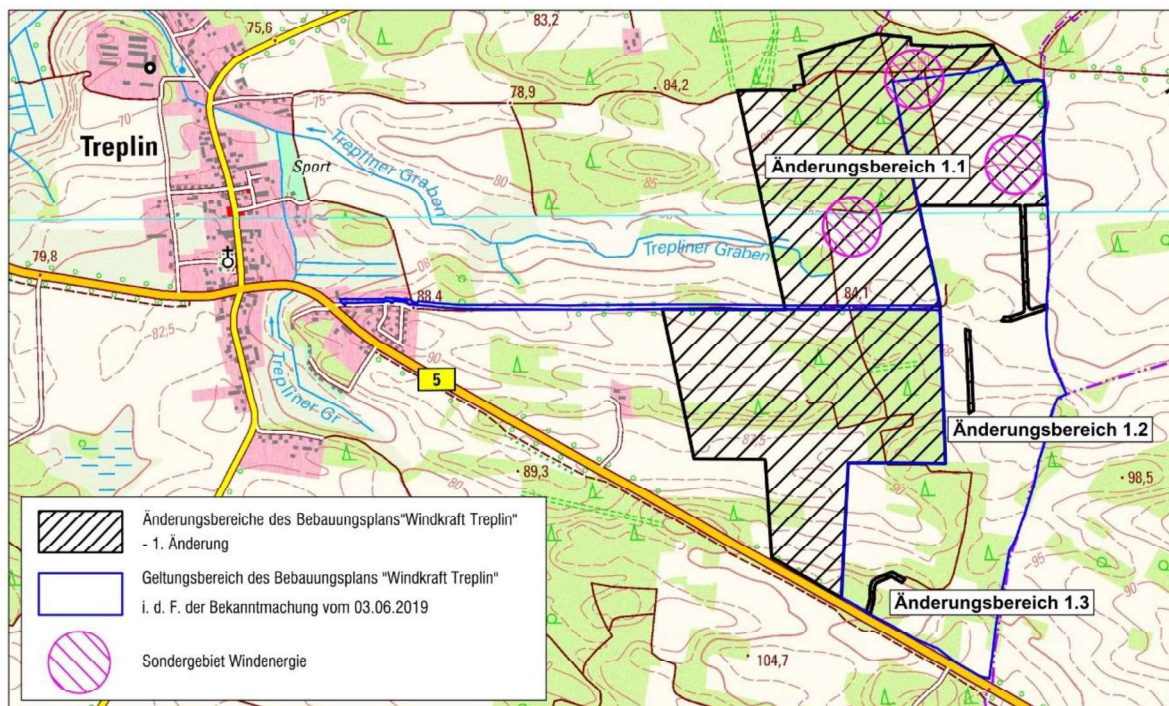 75,6
83,2
84,2
78,9
75
70
Treplin
Sport
Trepliner Graben
80
85
Änderungsbereich 1.1
Trepliner Graben
79,8
88,4
84,1
82,5
90
5
Trepliner Gr
87,5
Änderungsbereich 1.2
89,3
98,5
80
90
95
Änderungsbereich 1.3
104,7
Änderungsbereiche des Bebauungsplans"Windkraft Treplin"
- 1. Änderung
Geltungsbereich des Bebauungsplans "Windkraft Treplin"
i. d. F. der Bekanntmachung vom 03.06.2019
Sondergebiet Windenergie